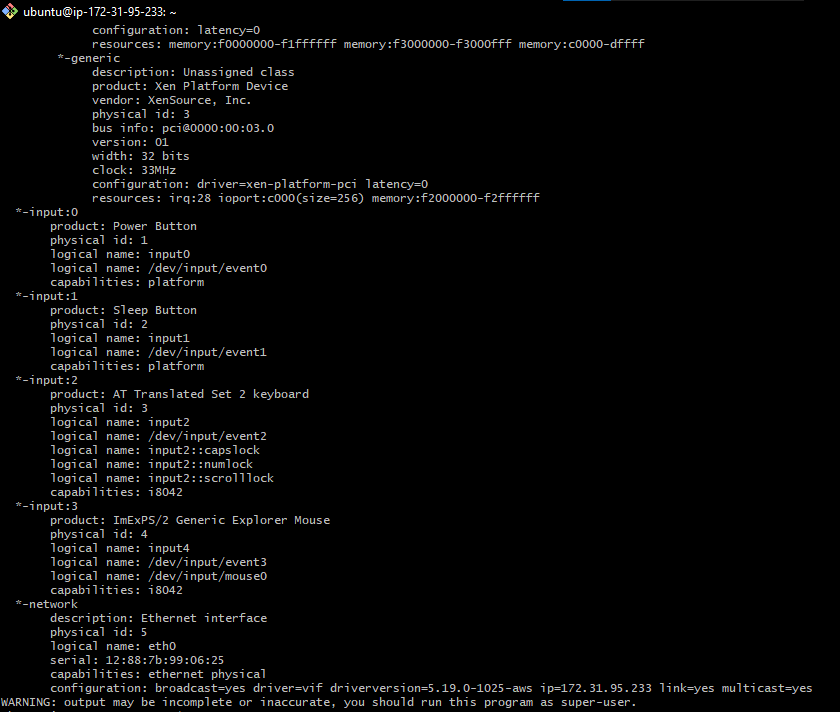 ubuntu@ip-172-31-95-233: ~
configuration: latency=0
resources: memory:f0000000-f1ffffff memory:f3000000-f3000fff memory:c0000-dffff
*-generic
description: Unassigned class
product: Xen Platform Device
vendor: XenSource, Inc.
physical id: 3
bus info: pci@0000:00:03.0
version: 01
width: 32 bits
clock: 33MHz
configuration: driver=xen-platform-pci latency=0
resources: irq:28 ioport:c000(size=256) memory:f2000000-f2ffffff
*-input:0
product: Power Button
physical id: 1
logical name: input0
logical name: /dev/input/event0
capabilities: platform
*-input:1
product: Sleep Button
physical id: 2
logical name: input1
logical name: /dev/input/event1
capabilities: platform
*-input:2
product: AT Translated Set 2 keyboard
physical id: 3
logical name: input2
logical name: /dev/input/event2
logical name: input2::capslock
logical name: input2::numlock
logical name: input2::scrolllock
capabilities: i8042
*-input:3
product: ImExPS/2 Generic Explorer Mouse
physical id: 4
logical name: input4
logical name: /dev/input/event3
logical name: /dev/input/mouse0
capabilities: i8042
*-network
description: Ethernet interface
physical id: 5
logical name: eth0
serial: 12:88:7b:99:06:25
capabilities: ethernet physical
configuration: broadcast=yes driver=vif driverversion=5.19.0-1025-aws ip=172.31.95.233 link=yes multicast=yes
WARNING: output may be incomplete or inaccurate, you should run this program as super-user.